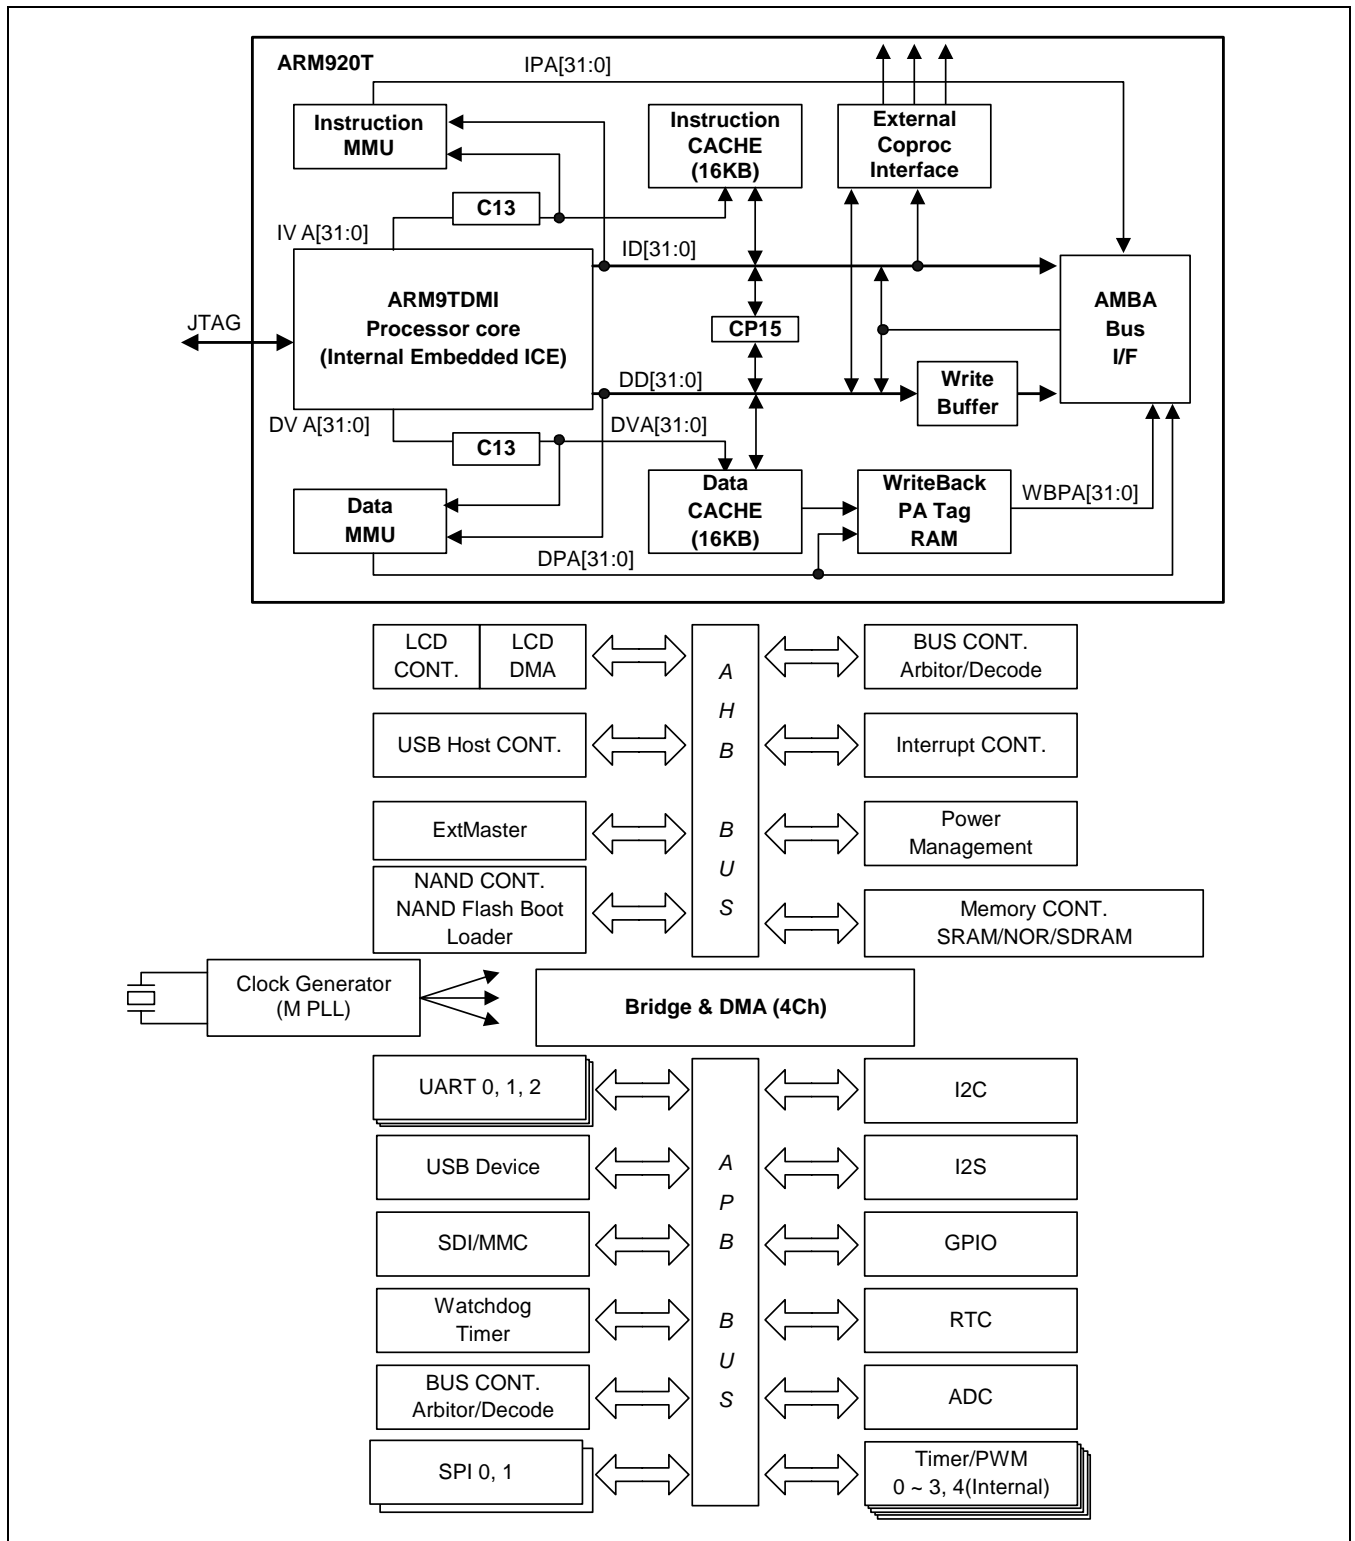 ARM920T
IPA[31:0]
Instruction
MMU
Instruction
CACHE
(16KB)
External
Coproc
Interface
C13
IV A[31:0]
ID[31:0]
ARM9TDMI
Processor core
(Internal Embedded ICE)
JTAG
CP15
AMBA
Bus
I/F
DD[31:0]
Write
Buffer
DV A[31:0]
DVA[31:0]
C13
Data
MMU
Data
CACHE
(16KB)
WriteBack
PA Tag
RAM
WBPA[31:0]
DPA[31:0]
LCD
CONT.
LCD
DMA
A
H
B
B
U
S
BUS CONT.
Arbitor/Decode
USB Host CONT.
Interrupt CONT.
ExtMaster
Power
Management
NAND CONT.
NAND Flash Boot
Loader
Memory CONT.
SRAM/NOR/SDRAM
Clock Generator
(M PLL)
Bridge & DMA (4Ch)
UART 0, 1, 2
I2C
USB Device
A
P
B
B
U
S
I2S
SDI/MMC
GPIO
Watchdog
Timer
RTC
BUS CONT.
Arbitor/Decode
ADC
SPI 0, 1
Timer/PWM
0 ~ 3, 4(Internal)